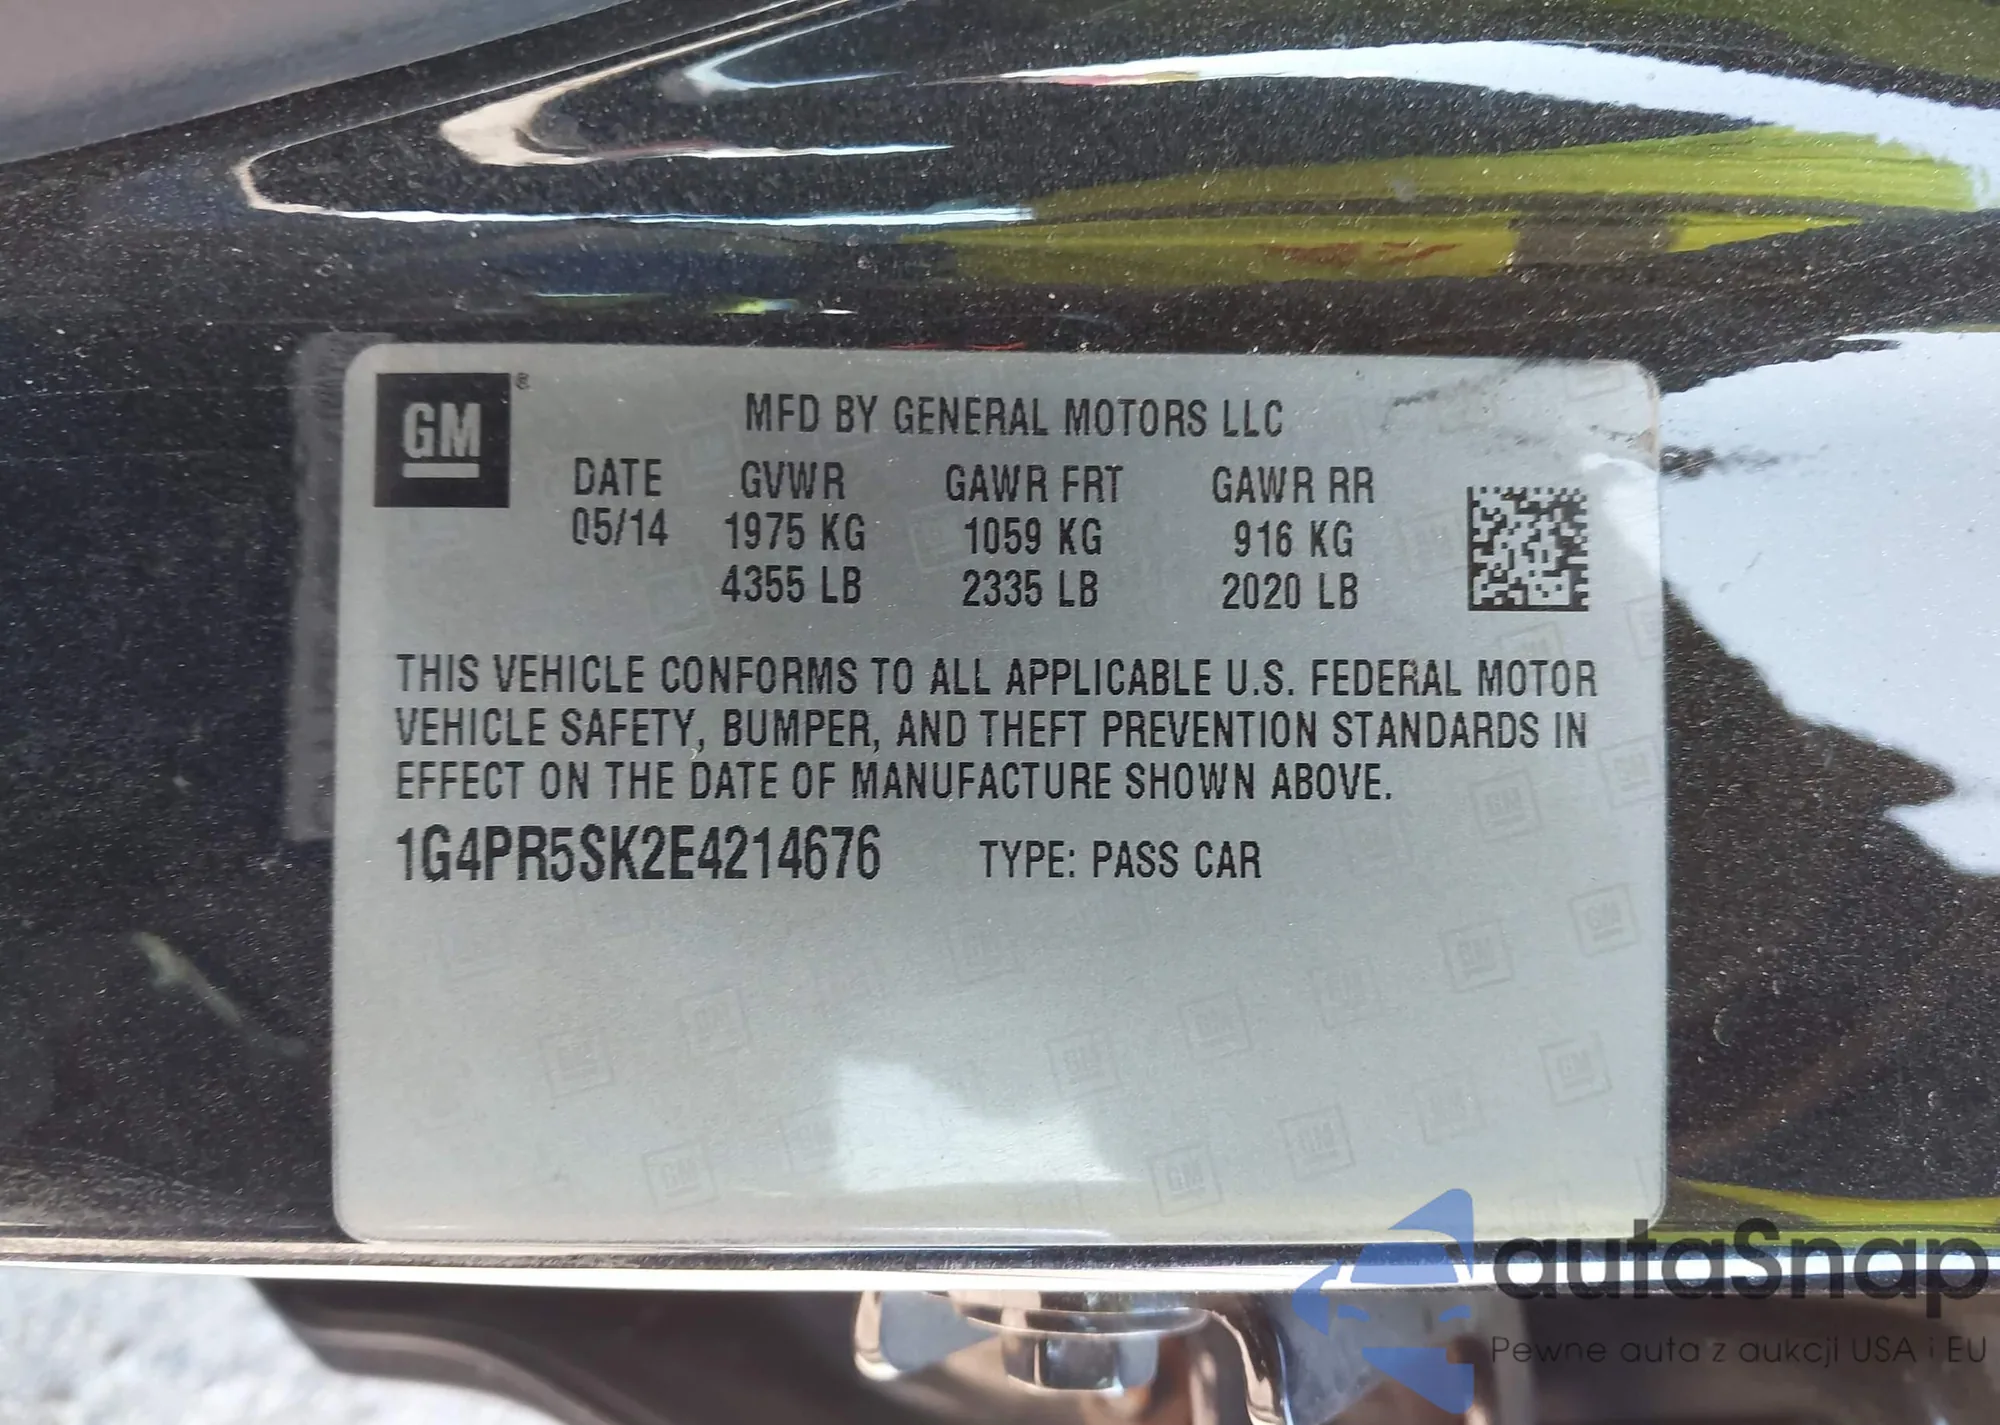 GM ®
MFD BY GENERAL MOTORS LLC
DATE GVWR GAWR FRT GAWR RR
05/14 1975 KG 1059 KG 916 KG
4355 LB 2335 LB 2020 LB
THIS VEHICLE CONFORMS TO ALL APPLICABLE U.S. FEDERAL MOTOR
VEHICLE SAFETY, BUMPER, AND THEFT PREVENTION STANDARDS IN
EFFECT ON THE DATE OF MANUFACTURE SHOWN ABOVE.
1G4PR5SK2E4214676 TYPE: PASS CAR
autaSnap
Pewne auta z aukcji USA i EU